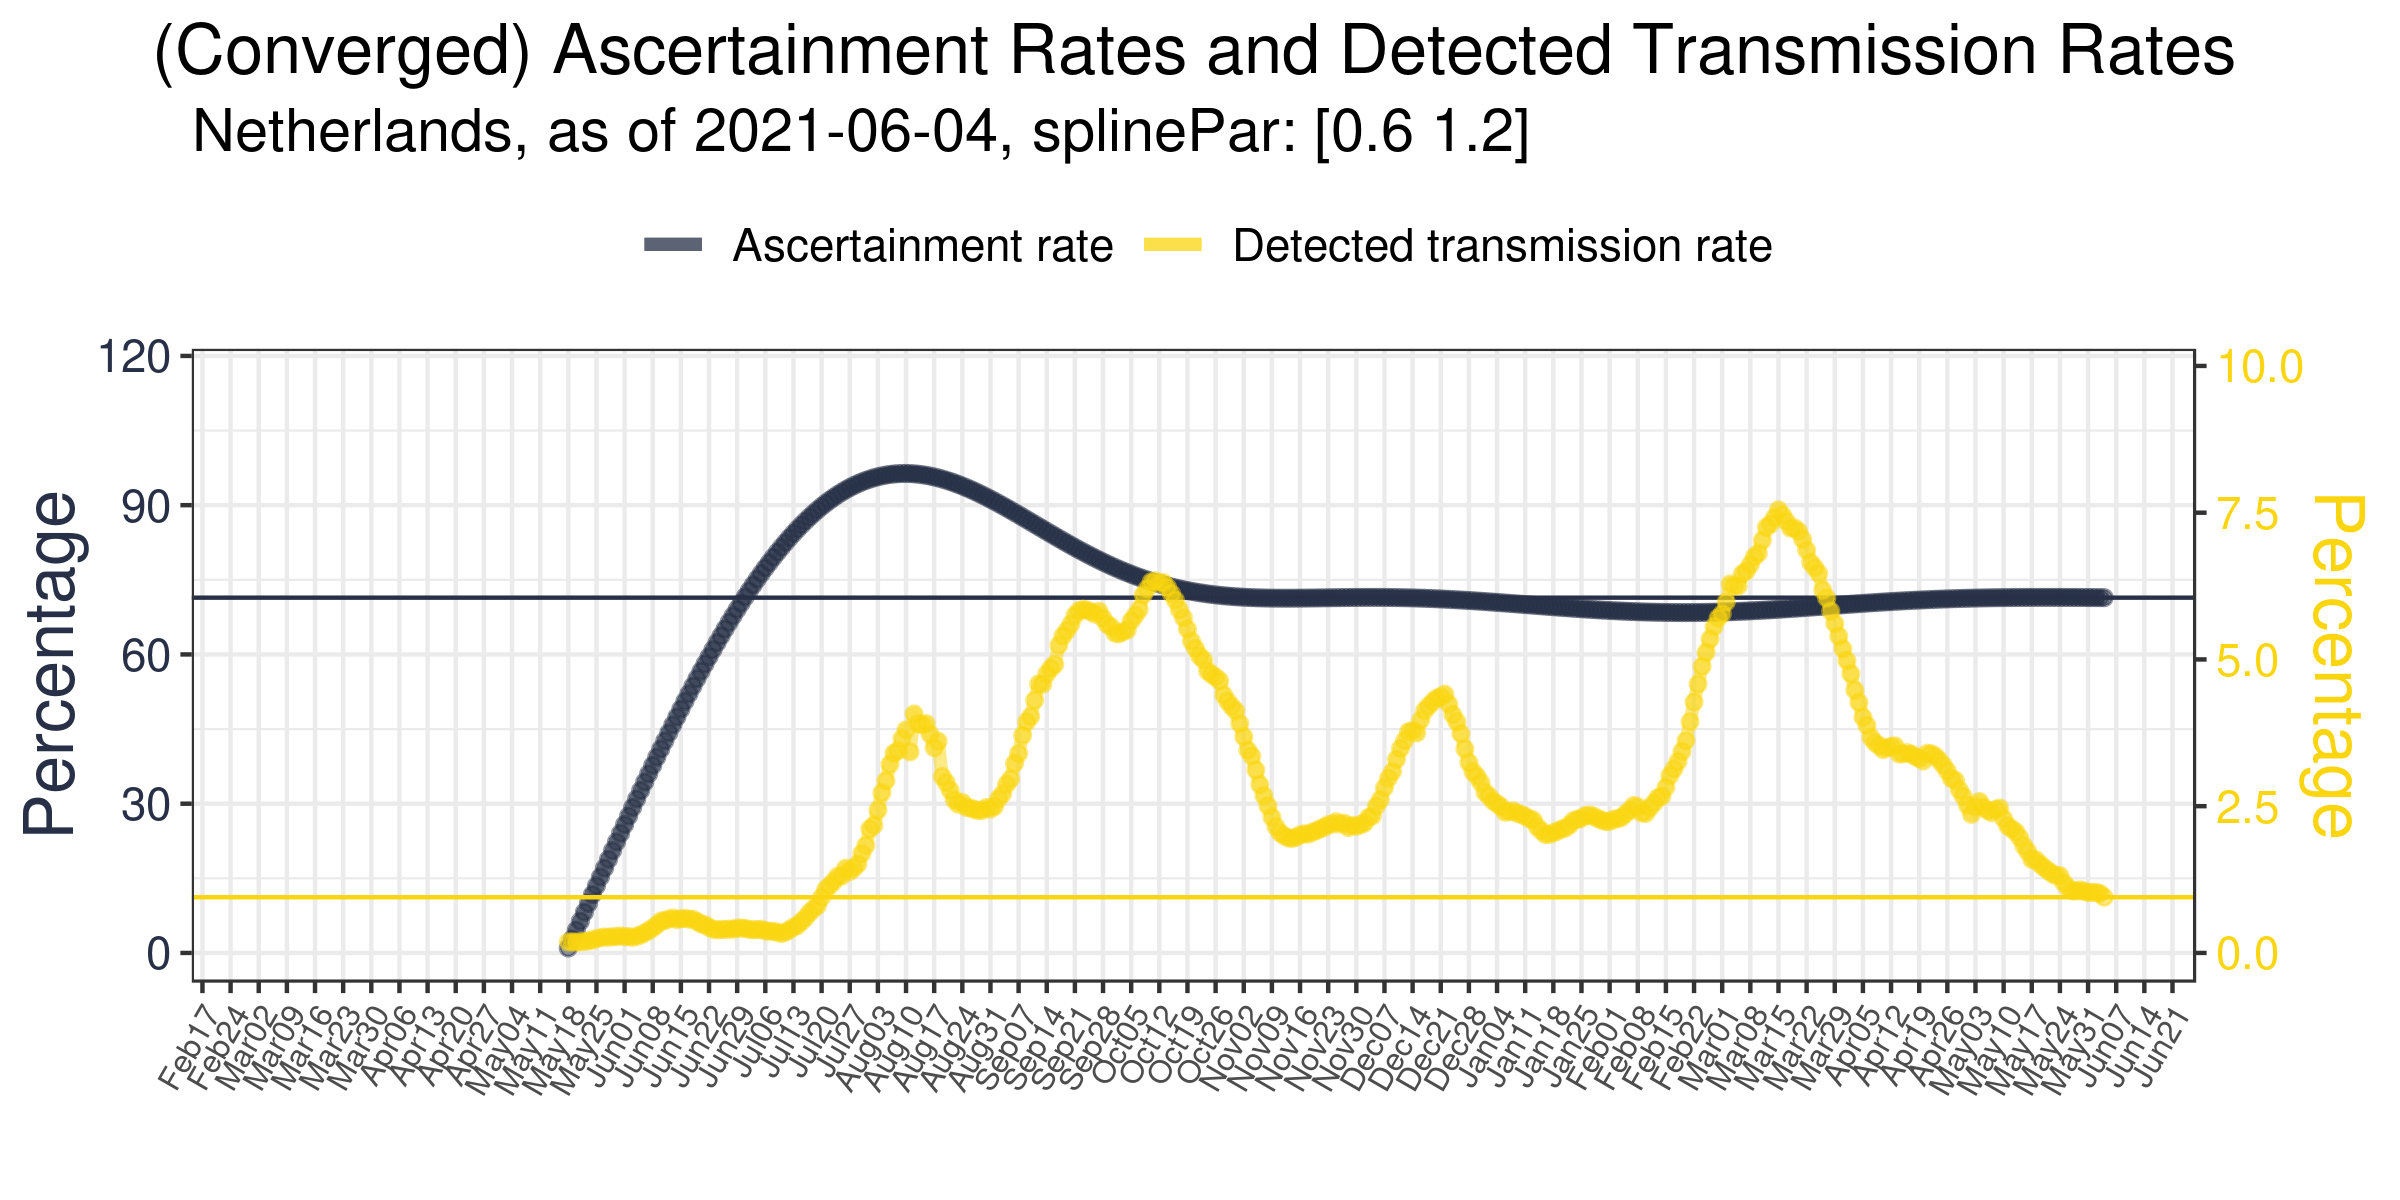 (Converged) Ascertainment Rates and Detected Transmission Rates
Netherlands, as of 2021-06-04, splinePar: [0.6 1.2]
Ascertainment rate
Detected transmission rate
Percentage
120
90
60
30
0
10.0
7.5
5.0
2.5
0.0
Percentage
Feb17
Feb24
Mar02
Mar09
Mar16
Mar23
Mar30
Apr06
Apr13
Apr20
Apr27
May04
May11
May18
May25
Jun01
Jun08
Jun15
Jun22
Jun29
Jul06
Jul13
Jul20
Jul27
Aug03
Aug10
Aug17
Aug24
Aug31
Sep07
Sep14
Sep21
Sep28
Oct05
Oct12
Oct19
Oct26
Nov02
Nov09
Nov16
Nov23
Nov30
Dec07
Dec14
Dec21
Dec28
Jan04
Jan11
Jan18
Jan25
Feb01
Feb08
Feb15
Feb22
Mar01
Mar08
Mar15
Mar22
Mar29
Apr05
Apr12
Apr19
Apr26
May03
May10
May17
May24
May31
Jun07
Jun14
Jun21